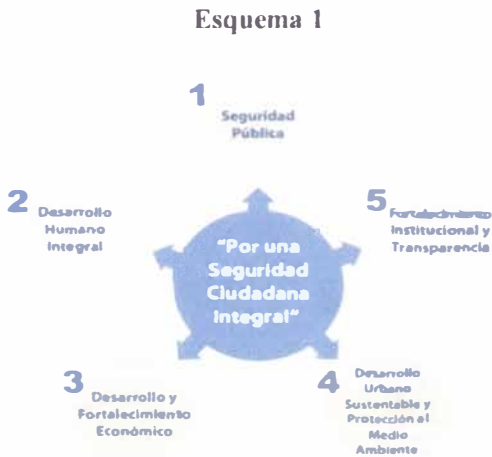 Esquema 1
1
Seguridad
Pública
2
Desarrollo
Humano
Integral
5
Fortalecimiento
Institucional y
Transparencia
"Por una
Seguridad
Ciudadana
Integral"
3
Desarrollo y
Fortalecimiento
Económico
4
Desarrollo
Urbano
Sustentable y
Protección al
Medio
Ambiente